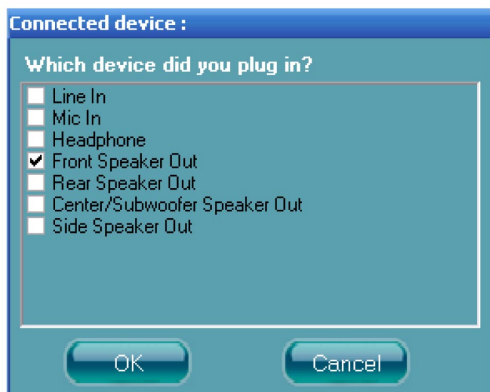 Connected device :
Which device did you plug in?
Line In
Mic In
Headphone
Front Speaker Out
Rear Speaker Out
Center/Subwoofer Speaker Out
Side Speaker Out
OK
Cancel